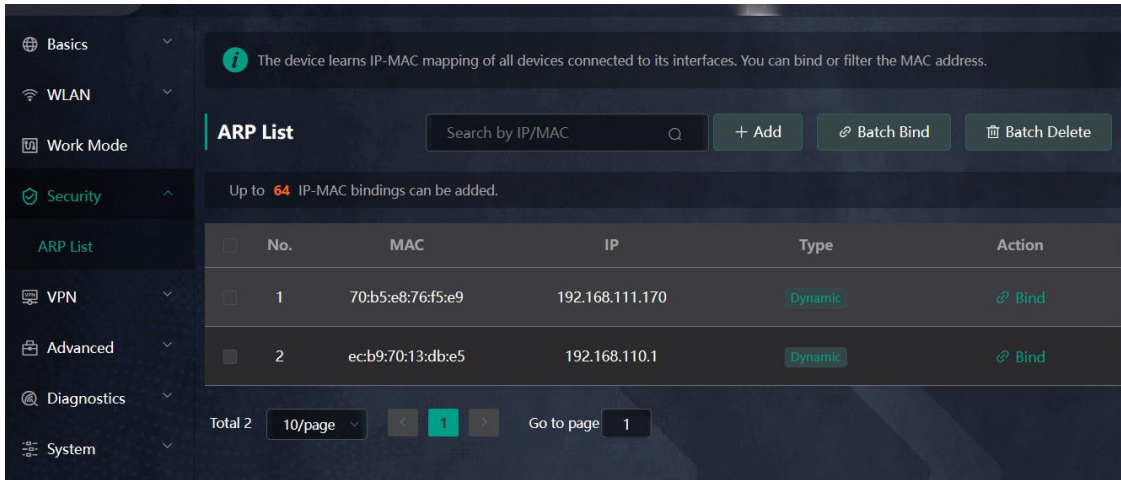 Basics
WLAN
Work Mode
Security
ARP List
VPN
Advanced
Diagnostics
System
The device learns IP-MAC mapping of all devices connected to its interfaces. You can bind or filter the MAC address.
ARP List Search by IP/MAC + Add Batch Bind Batch Delete
Up to 64 IP-MAC bindings can be added.
No. MAC IP Type Action
1 70:b5:e8:76:f5:e9 192.168.111.170 Dynamic Bind
2 ec:b9:70:13:db:e5 192.168.110.1 Dynamic Bind
Total 2 10/page < 1 > Go to page 1